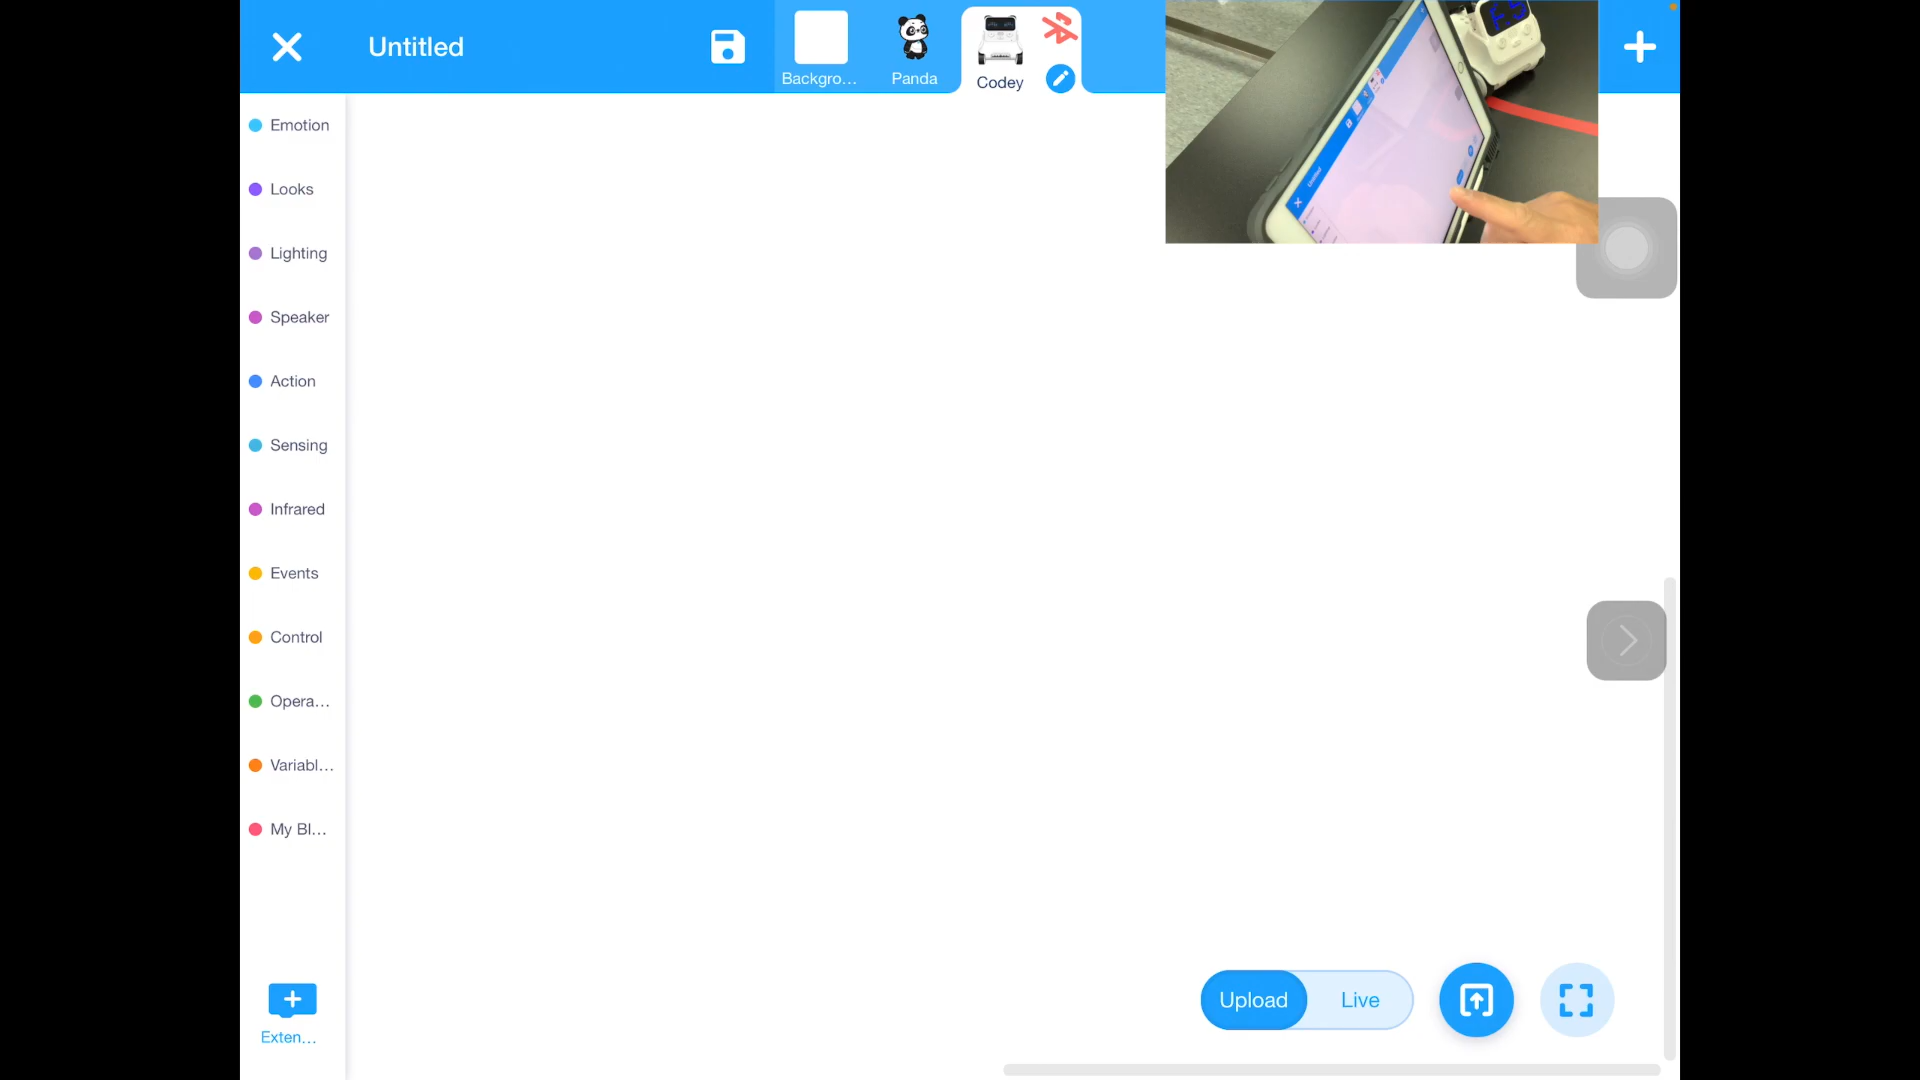 Untitled
Backgro...
Panda
Codey
Emotion
Looks
Lighting
Speaker
Action
Sensing
Infrared
Events
Control
Opera...
Variabl...
My Bl...
Exten...
Upload
Live